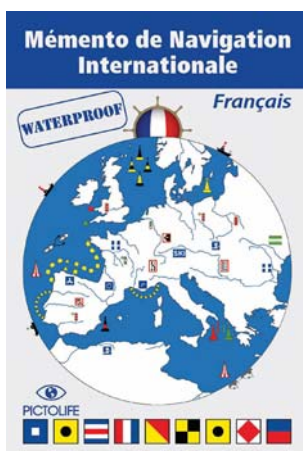 Mémento de Navigation
Internationale
WATERPROOF
Français
SKI
PICTOLIFE